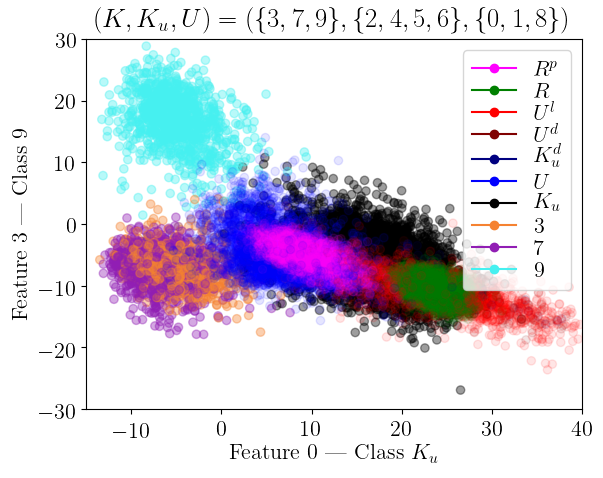 (K, K_u, U) = ({3, 7, 9}, {2, 4, 5, 6}, {0, 1, 8})
30
20
10
0
−10
−20
−30
Feature 3 — Class 9
R^p
R
U^l
U^d
K_u^d
U
K_u
3
7
9
−10
0
10
20
30
40
Feature 0 — Class K_u